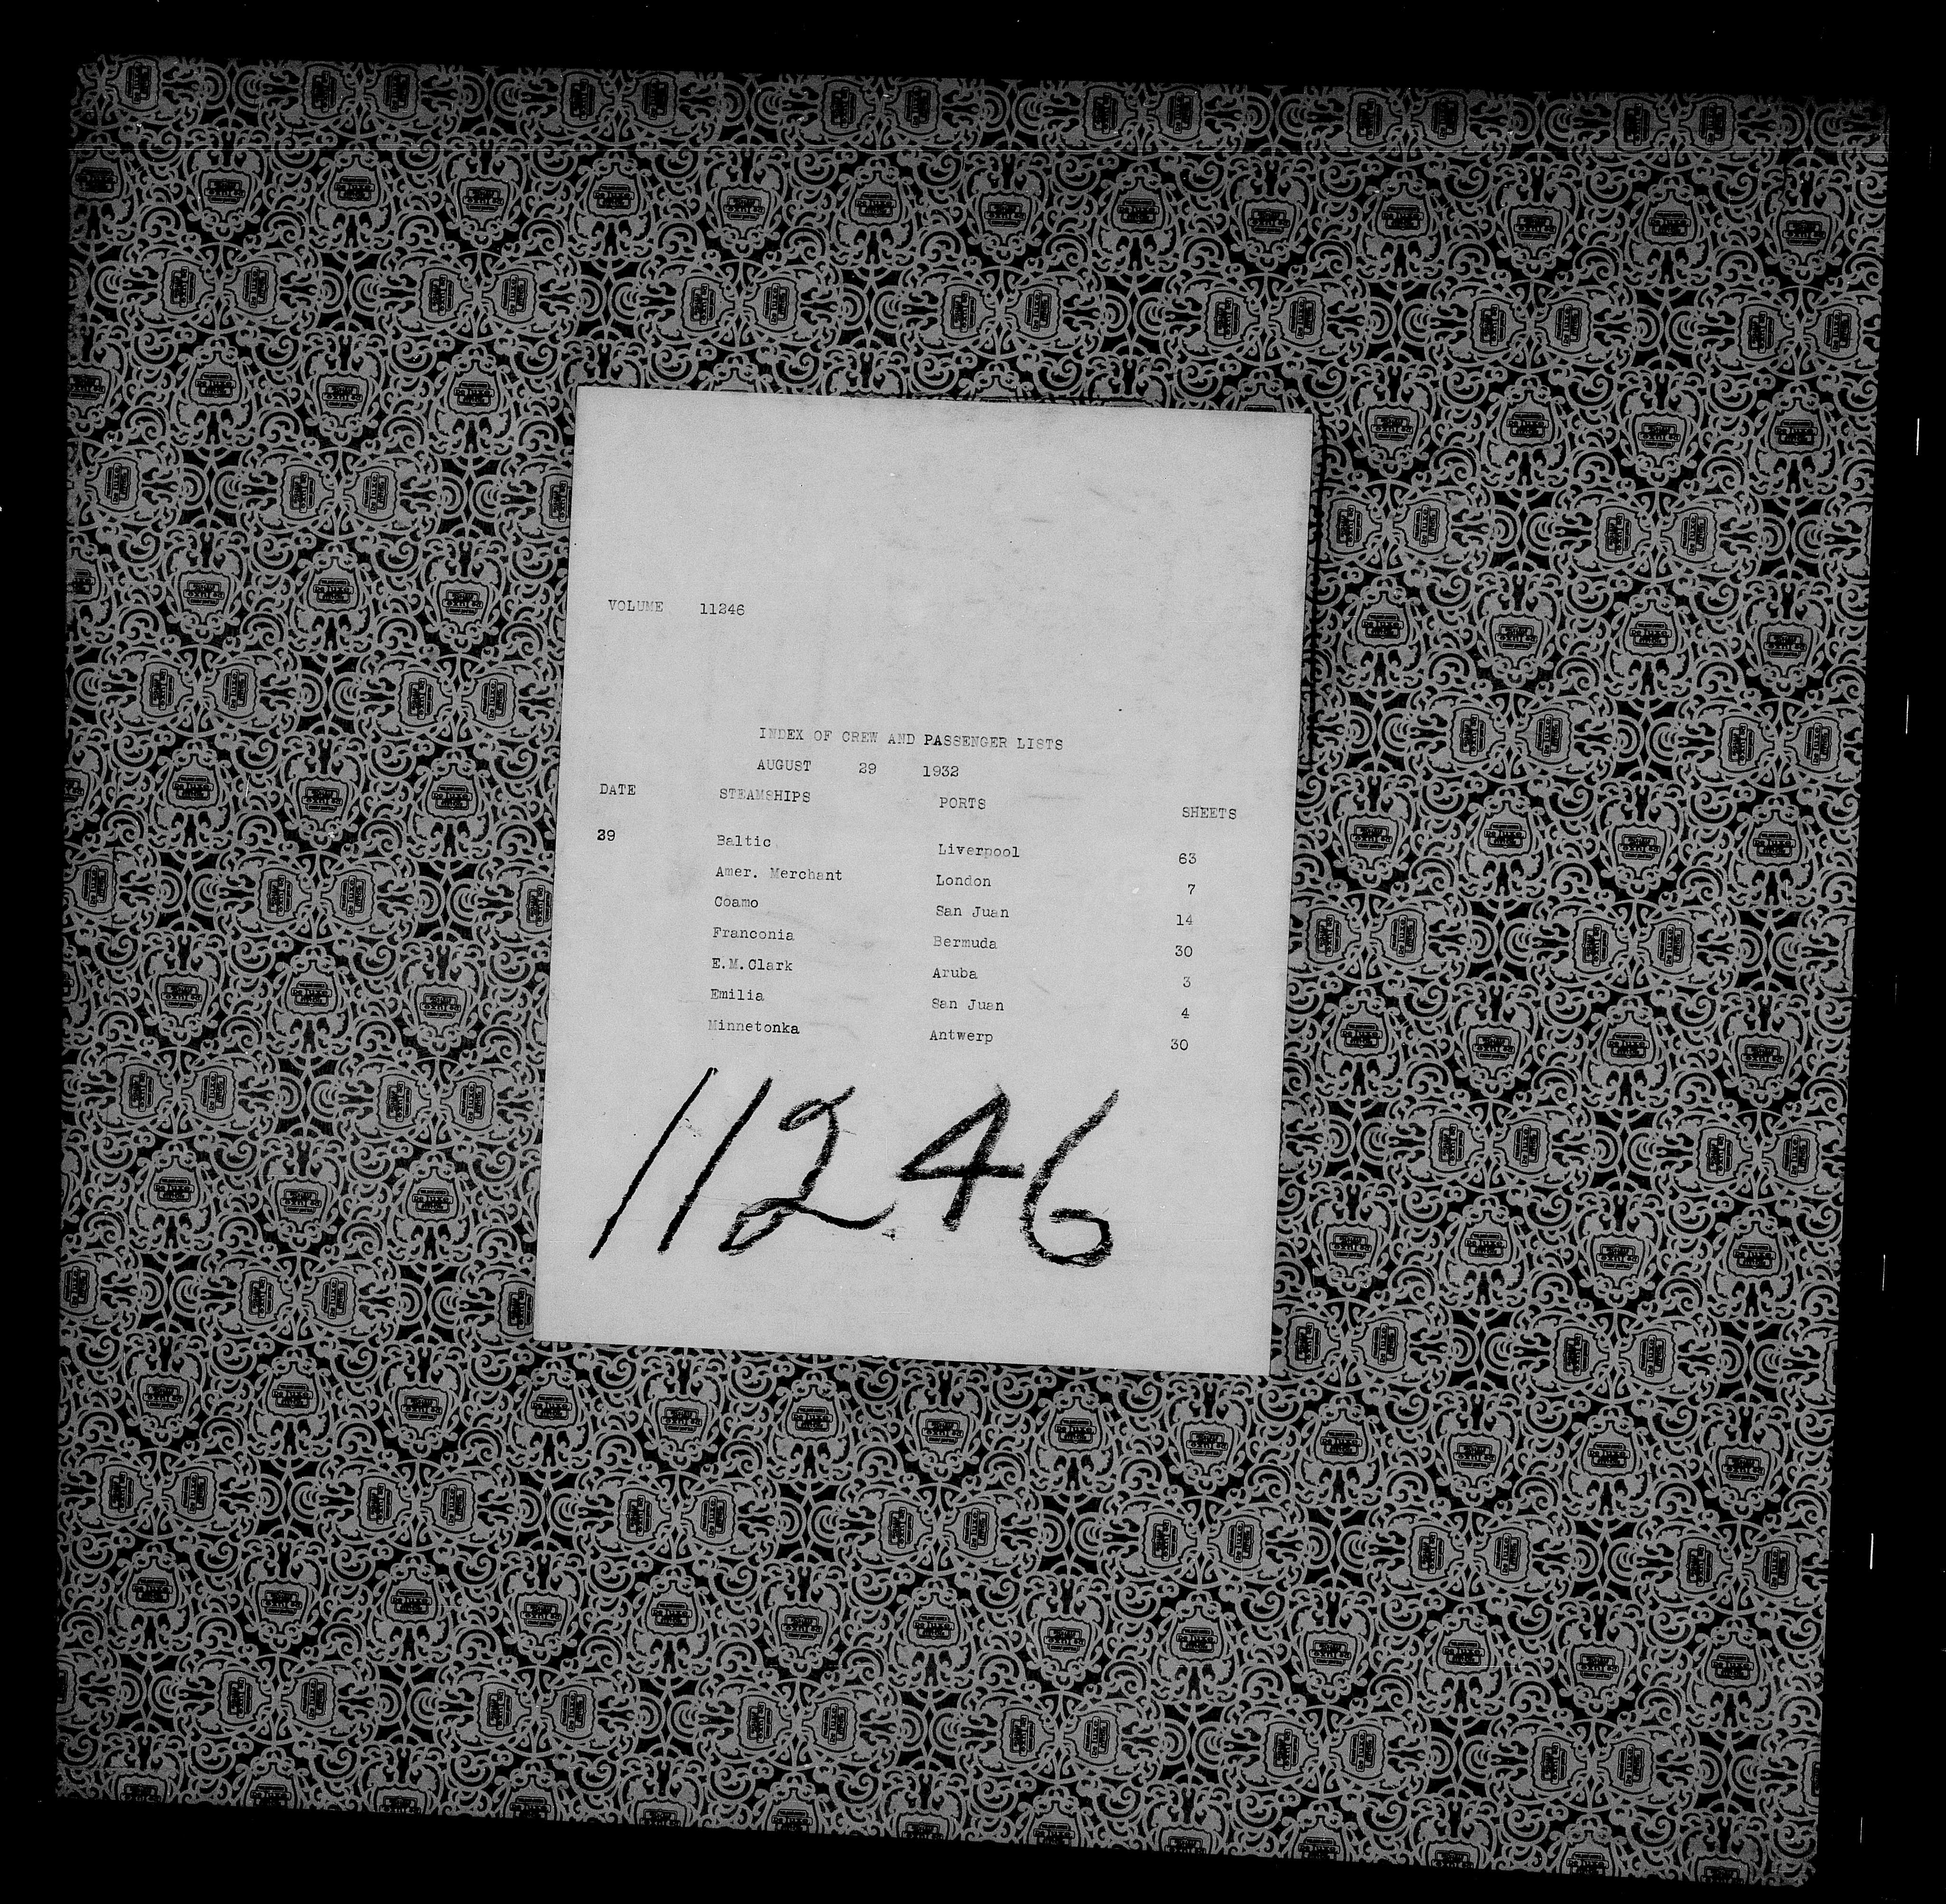 VOLUME 11246
INDEX OF CREW AND PASSENGER LISTS
AUGUST 29 1932
DATE STEAMSHIPS PORTS SHEETS
29 Baltic Liverpool 63
Amer. Merchant London 7
Coamo San Juan 14
Franconia Bermuda 30
E.M.Clark Aruba 3
Emilia San Juan 4
Minnetonka Antwerp 30
11246